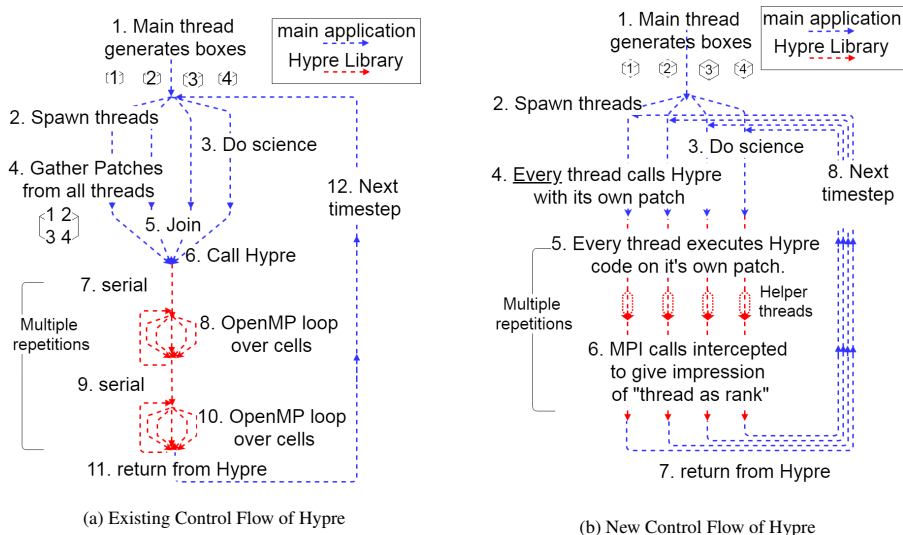 1. Main thread
generates boxes
1 2 3 4
main application
Hypre Library
2. Spawn threads
3. Do science
4. Gather Patches
from all threads
1 2
3 4
5. Join
6. Call Hypre
7. serial
Multiple
repetitions
8. OpenMP loop
over cells
9. serial
10. OpenMP loop
over cells
11. return from Hypre
12. Next
timestep
(a) Existing Control Flow of Hypre
1. Main thread
generates boxes
1 2 3 4
main application
Hypre Library
2. Spawn threads
3. Do science
4. Every thread calls Hypre
with its own patch
5. Every thread executes Hypre
code on it's own patch.
Helper
threads
Multiple
repetitions
6. MPI calls intercepted
to give impression
of "thread as rank"
7. return from Hypre
8. Next
timestep
(b) New Control Flow of Hypre